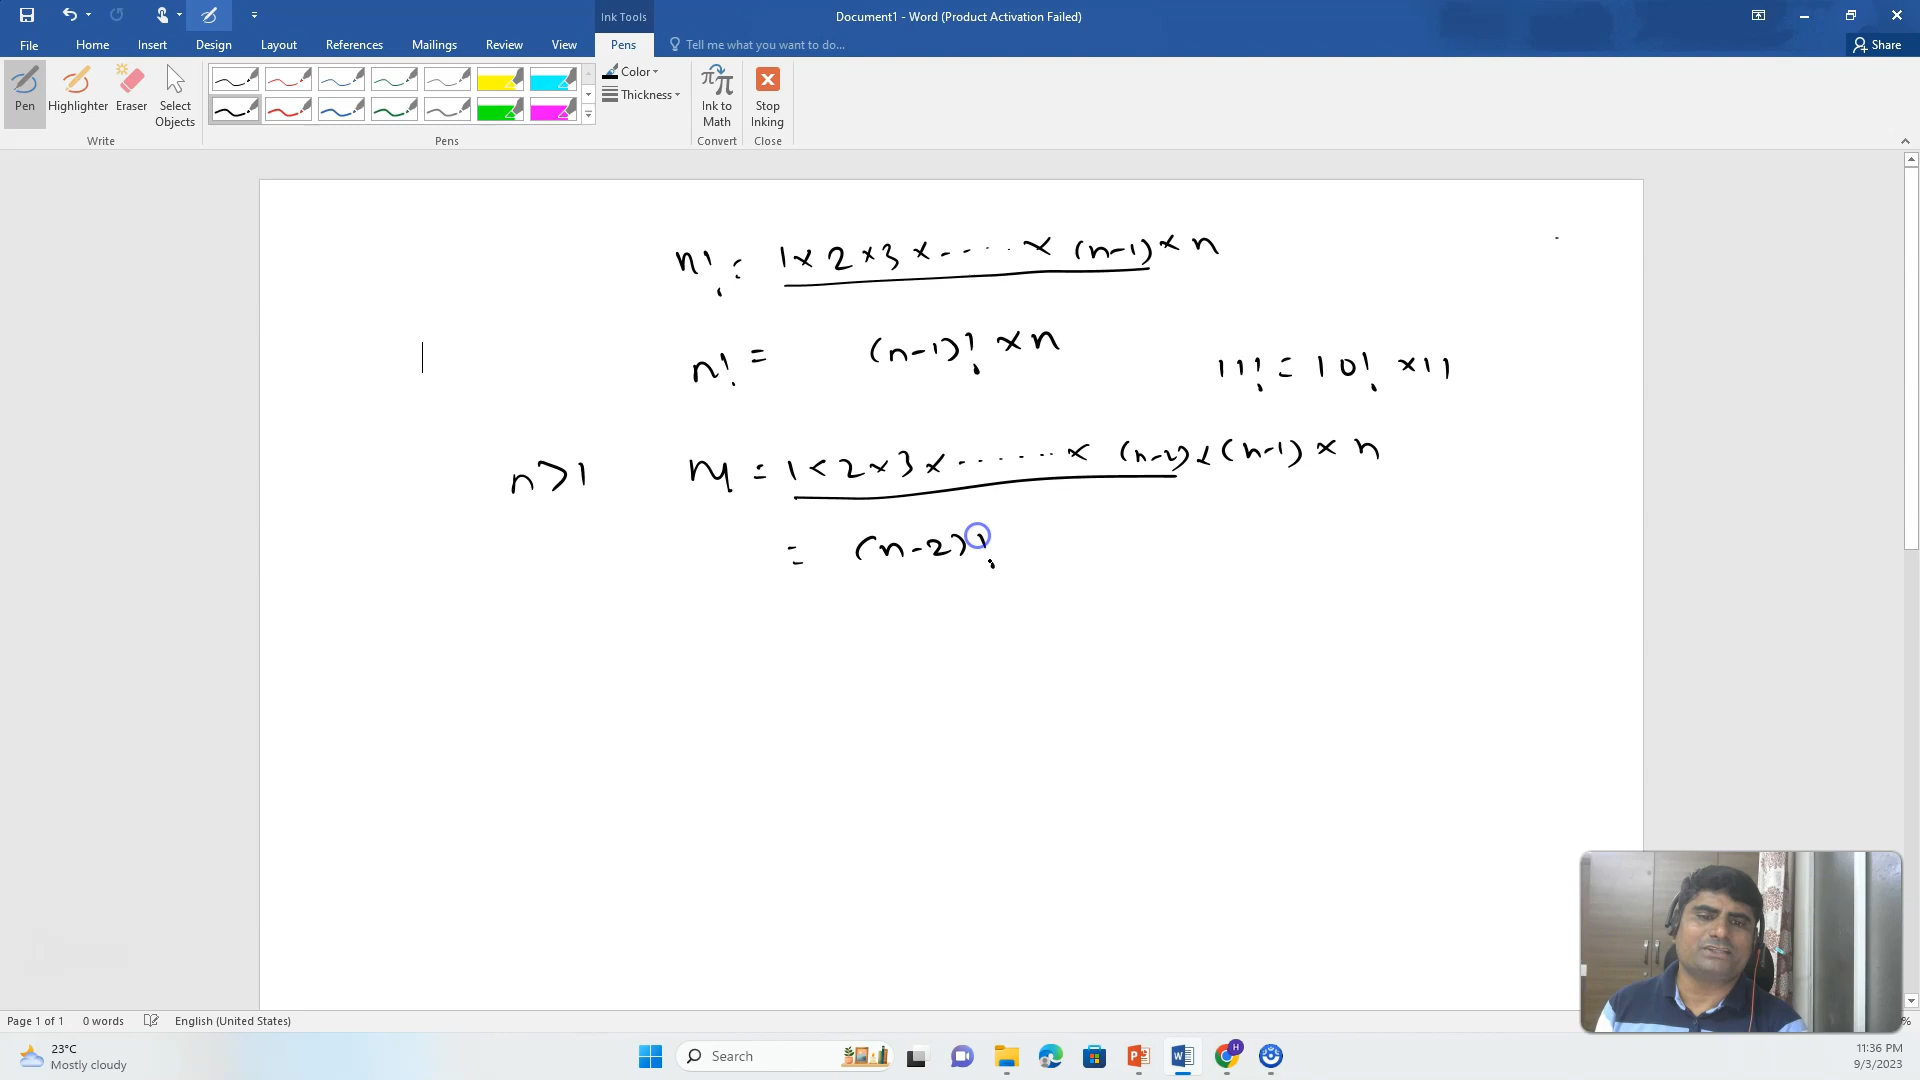 Ink Tools
Document1 - Word (Product Activation Failed)
File Home Insert Design Layout References Mailings Review View Pens Tell me what you want to do... Share
Pen Highlighter Eraser Select Objects
Color
Thickness
Ink to Math
Stop Inking
Write Pens Convert Close
n! = 1 × 2 × 3 × ..... × (n-1) × n
n! = (n-1)! × n
11! = 10! × 11
n>1 n! = 1 × 2 × 3 × ...... × (n-2) × (n-1) × n
= (n-2)!
Page 1 of 1 0 words English (United States) %
23°C
Mostly cloudy
Search
H
11:36 PM
9/3/2023